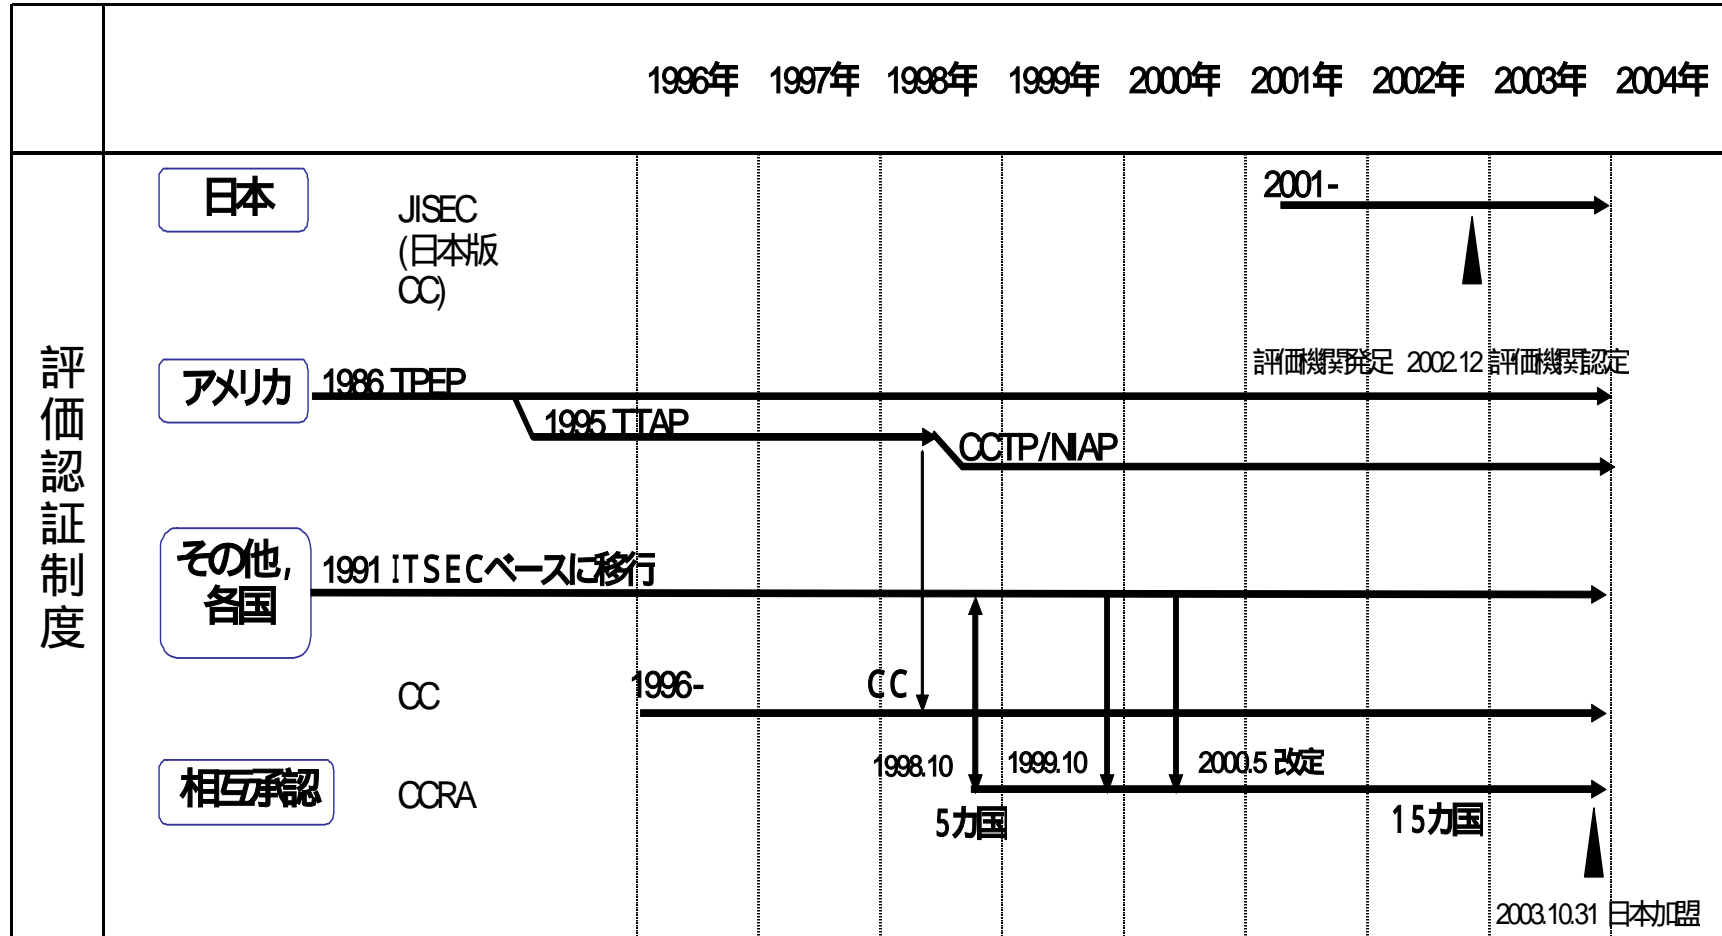 1996年 1997年 1998年 1999年 2000年 2001年 2002年 2003年 2004年
評価認証制度
日本
JISEC
(日本版
CC)
2001-
評価機関発足 2002.12 評価機関認定
アメリカ
1986 TPEP
1995 TTAP
CCTP/NIAP
その他,
各国
1991 ITSECベースに移行
CC
1996-
CC
相互承認
CCRA
1998.10
1999.10
2000.5 改定
5カ国
15カ国
2003.10.31 日本加盟